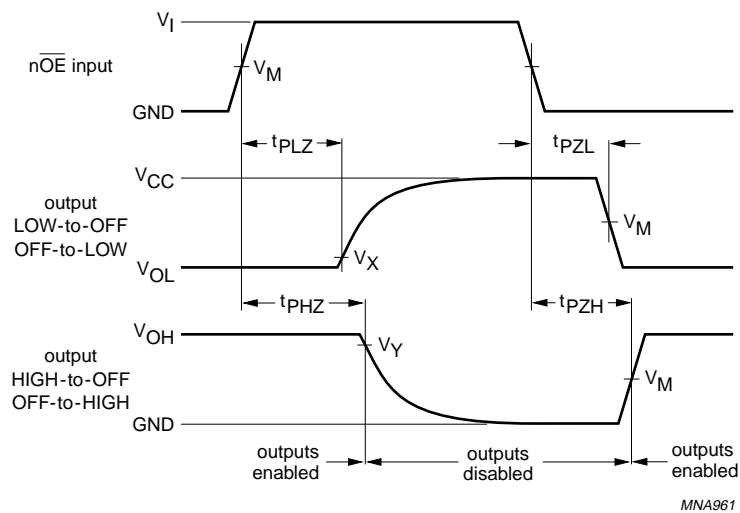 V_I
nO̅E̅ input
V_M
GND
t_PLZ
t_PZL
V_CC
output
LOW-to-OFF
OFF-to-LOW
V_M
V_X
V_OL
t_PHZ
t_PZH
V_OH
V_Y
output
HIGH-to-OFF
OFF-to-HIGH
V_M
GND
outputs
enabled
outputs
disabled
outputs
enabled
MNA961